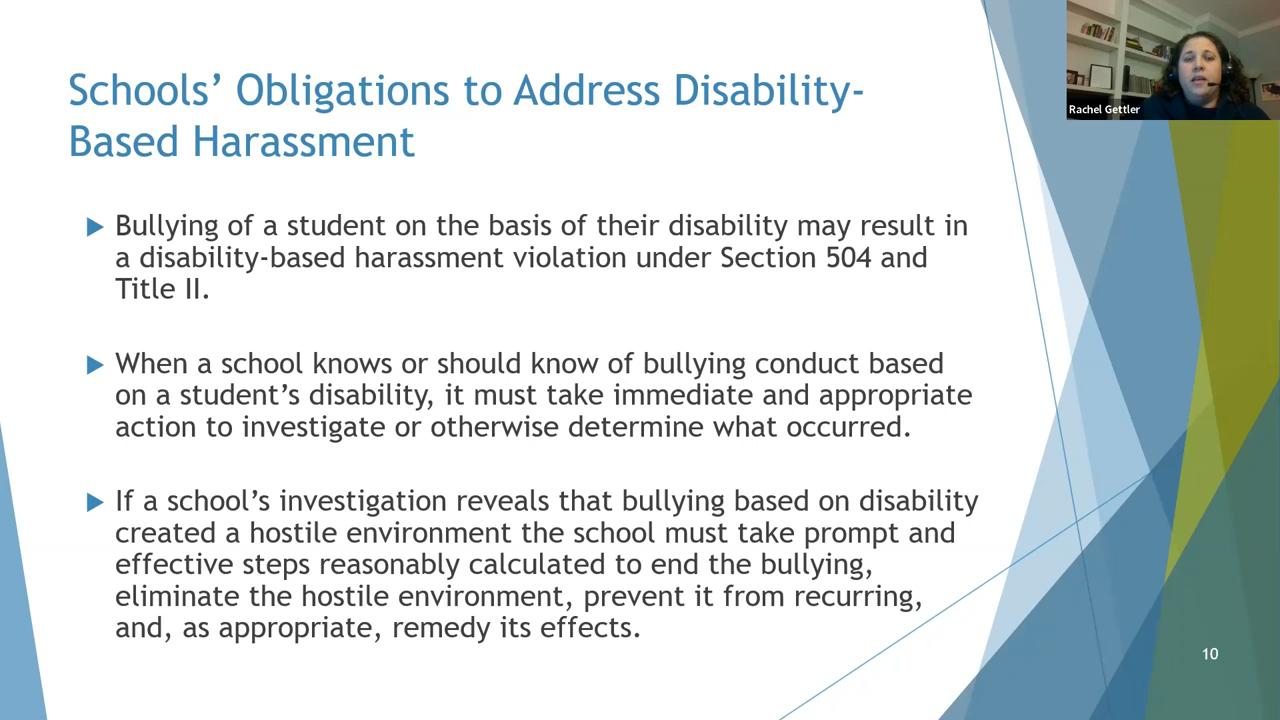 Schools’ Obligations to Address Disability-
Based Harassment
Bullying of a student on the basis of their disability may result in
a disability-based harassment violation under Section 504 and
Title II.
When a school knows or should know of bullying conduct based
on a student’s disability, it must take immediate and appropriate
action to investigate or otherwise determine what occurred.
If a school’s investigation reveals that bullying based on disability
created a hostile environment the school must take prompt and
effective steps reasonably calculated to end the bullying,
eliminate the hostile environment, prevent it from recurring,
and, as appropriate, remedy its effects.
Rachel Gettler
10